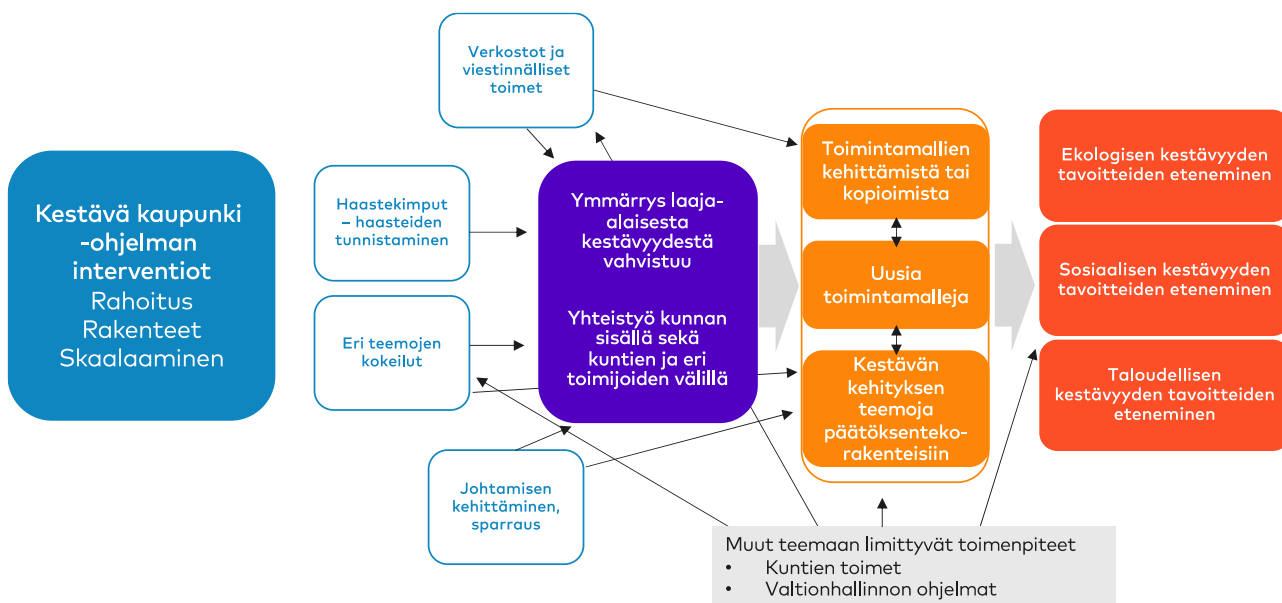 Kestävä kaupunki
-ohjelman
interventiot
Rahoitus
Rakenteet
Skaalaaminen
Verkostot ja
viestinnälliset
toimet
Haastekimput
– haasteiden
tunnistaminen
Eri teemojen
kokeilut
Johtamisen
kehittäminen,
sparraus
Ymmärrys laaja-
alaisesta
kestävyydestä
vahvistuu
Yhteistyö kunnan
sisällä sekä
kuntien ja eri
toimijoiden välillä
Toimintamallien
kehittämistä tai
kopioimista
Uusia
toimintamalleja
Kestävän
kehityksen
teemoja
päätöksenteko-
rakenteisiin
Ekologisen kestävyyden
tavoitteiden eteneminen
Sosiaalisen kestävyyden
tavoitteiden eteneminen
Taloudellisen
kestävyyden tavoitteiden
eteneminen
Muut teemaan limittyvät toimenpiteet
• Kuntien toimet
• Valtionhallinnon ohjelmat